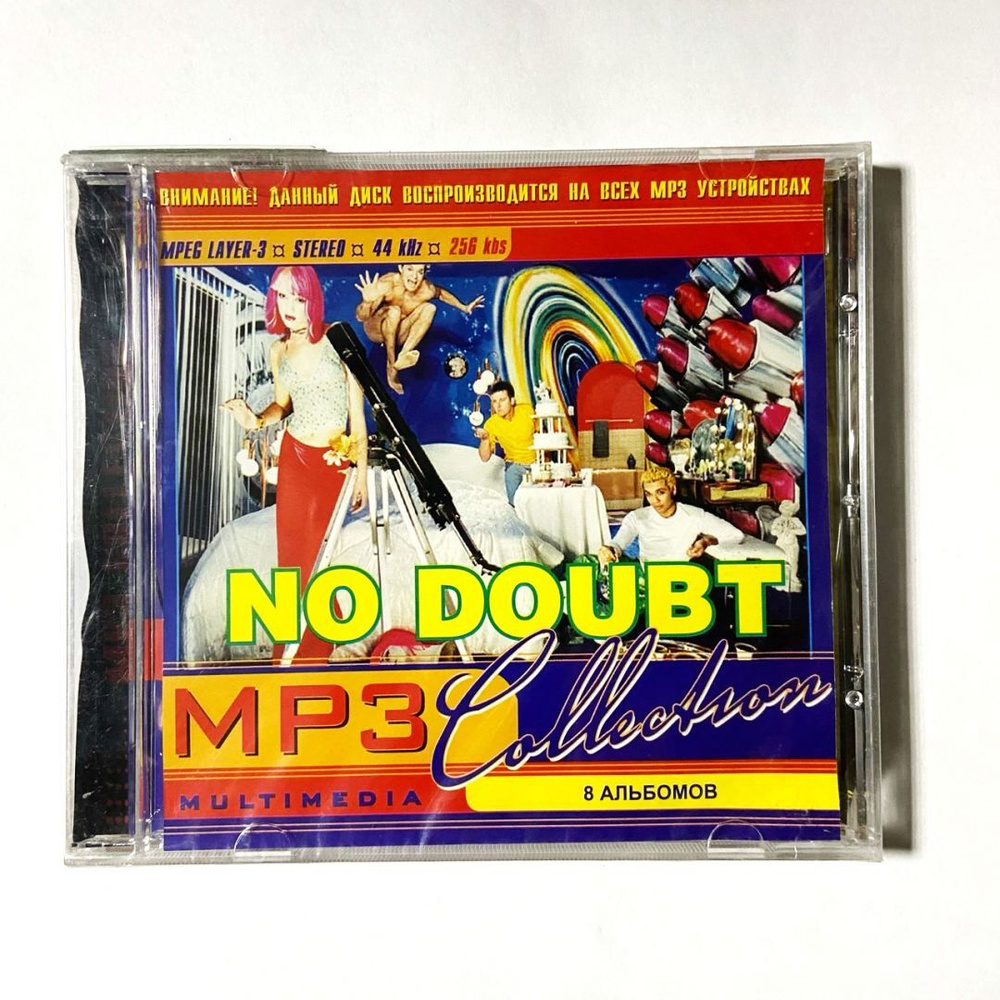 ВНИМАНИЕ! ДАННЫЙ ДИСК ВОСПРОИЗВОДИТСЯ НА ВСЕХ MP3 УСТРОЙСТВАХ
MPEG LAYER-3 ¤ STEREO ¤ 44 kHz ¤ 256 kbs
NO DOUBT
MP3 Collection
MULTIMEDIA
8 АЛЬБОМОВ